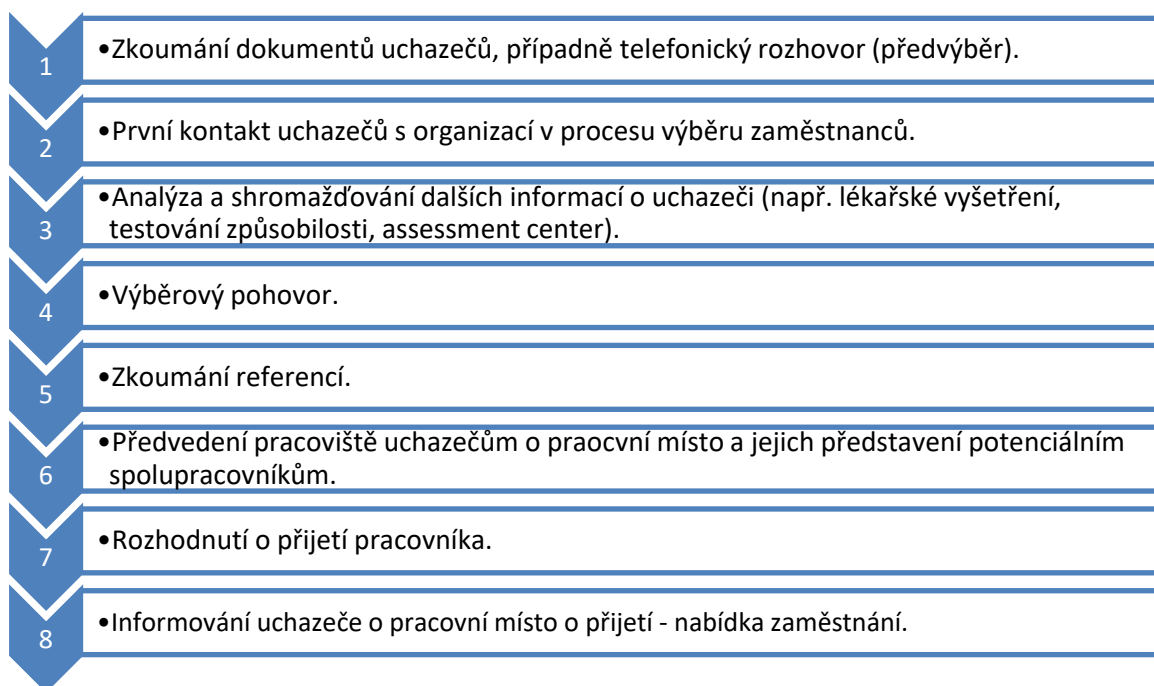 1
•Zkoumání dokumentů uchazečů, případně telefonický rozhovor (předvýběr).
2
•První kontakt uchazečů s organizací v procesu výběru zaměstnanců.
3
•Analýza a shromažďování dalších informací o uchazeči (např. lékařské vyšetření,
testování způsobilosti, assessment center).
4
•Výběrový pohovor.
5
•Zkoumání referencí.
6
•Předvedení pracoviště uchazečům o praocvní místo a jejich představení potenciálním
spolupracovníkům.
7
•Rozhodnutí o přijetí pracovníka.
8
•Informování uchazeče o pracovní místo o přijetí - nabídka zaměstnání.